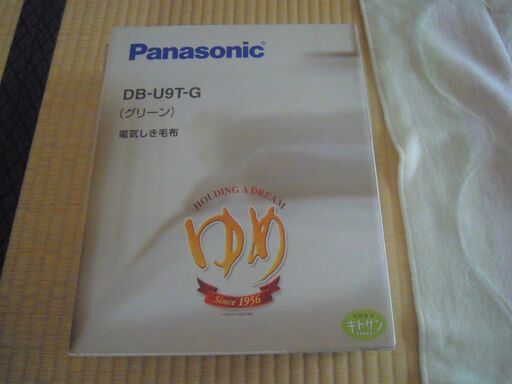 Panasonic
DB-U9T-G
(グリーン)
電気しき毛布
HOLDING A DREAM
ゆめ
Since 1956
キトサン